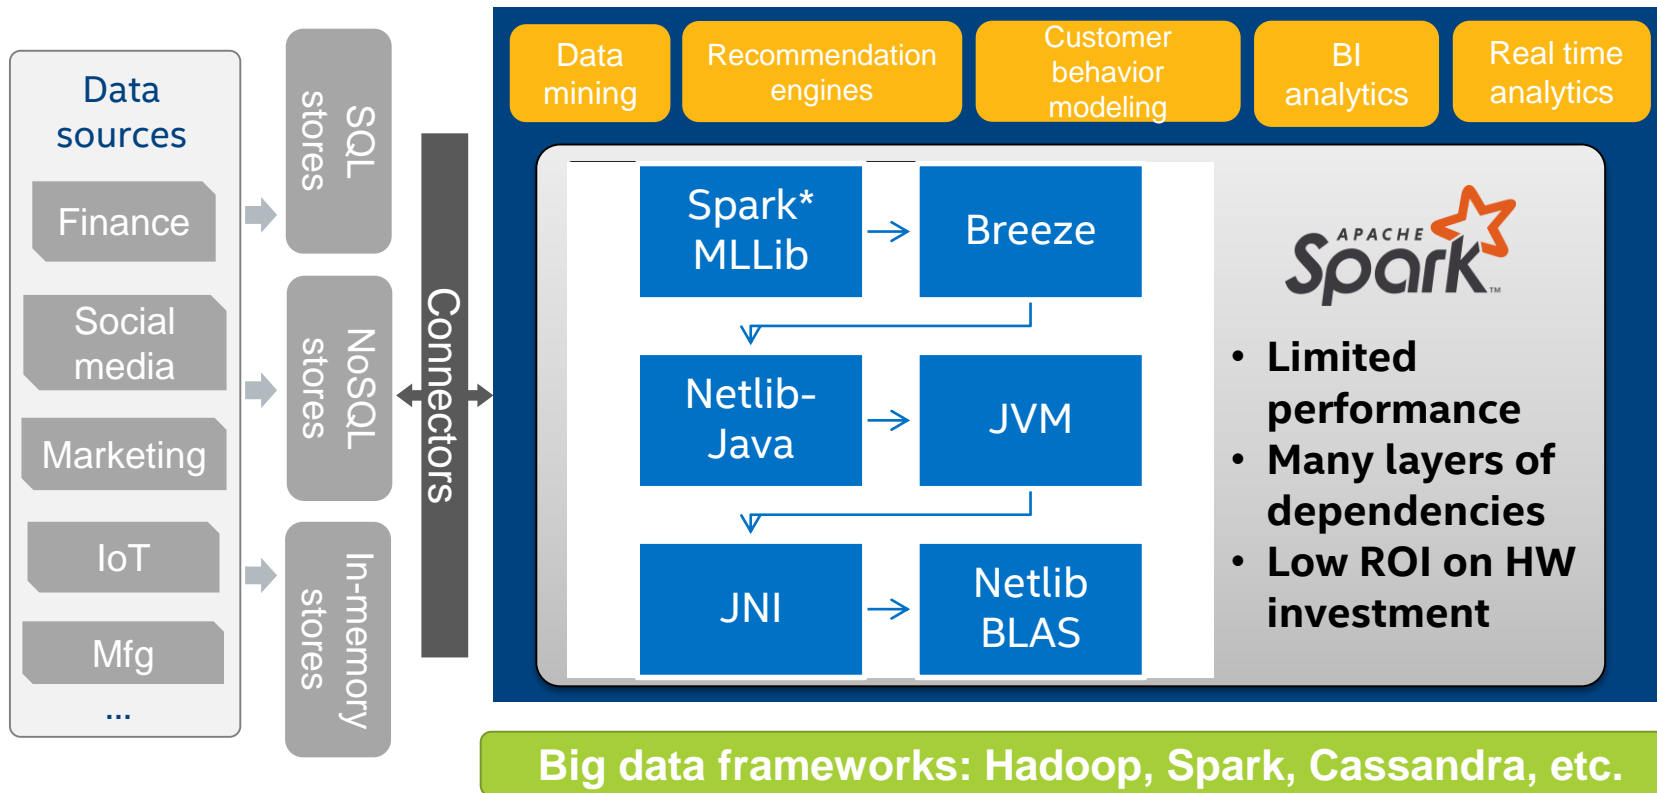 Data
sources
Finance
Social
media
Marketing
IoT
Mfg
...
SQL
stores
NoSQL
stores
In-memory
stores
Connectors
Data
mining
Recommendation
engines
Customer
behavior
modeling
BI
analytics
Real time
analytics
Spark*
MLLib
Breeze
Netlib-
Java
JVM
JNI
Netlib
BLAS
APACHE
Spark™
• Limited
performance
• Many layers of
dependencies
• Low ROI on HW
investment
Big data frameworks: Hadoop, Spark, Cassandra, etc.